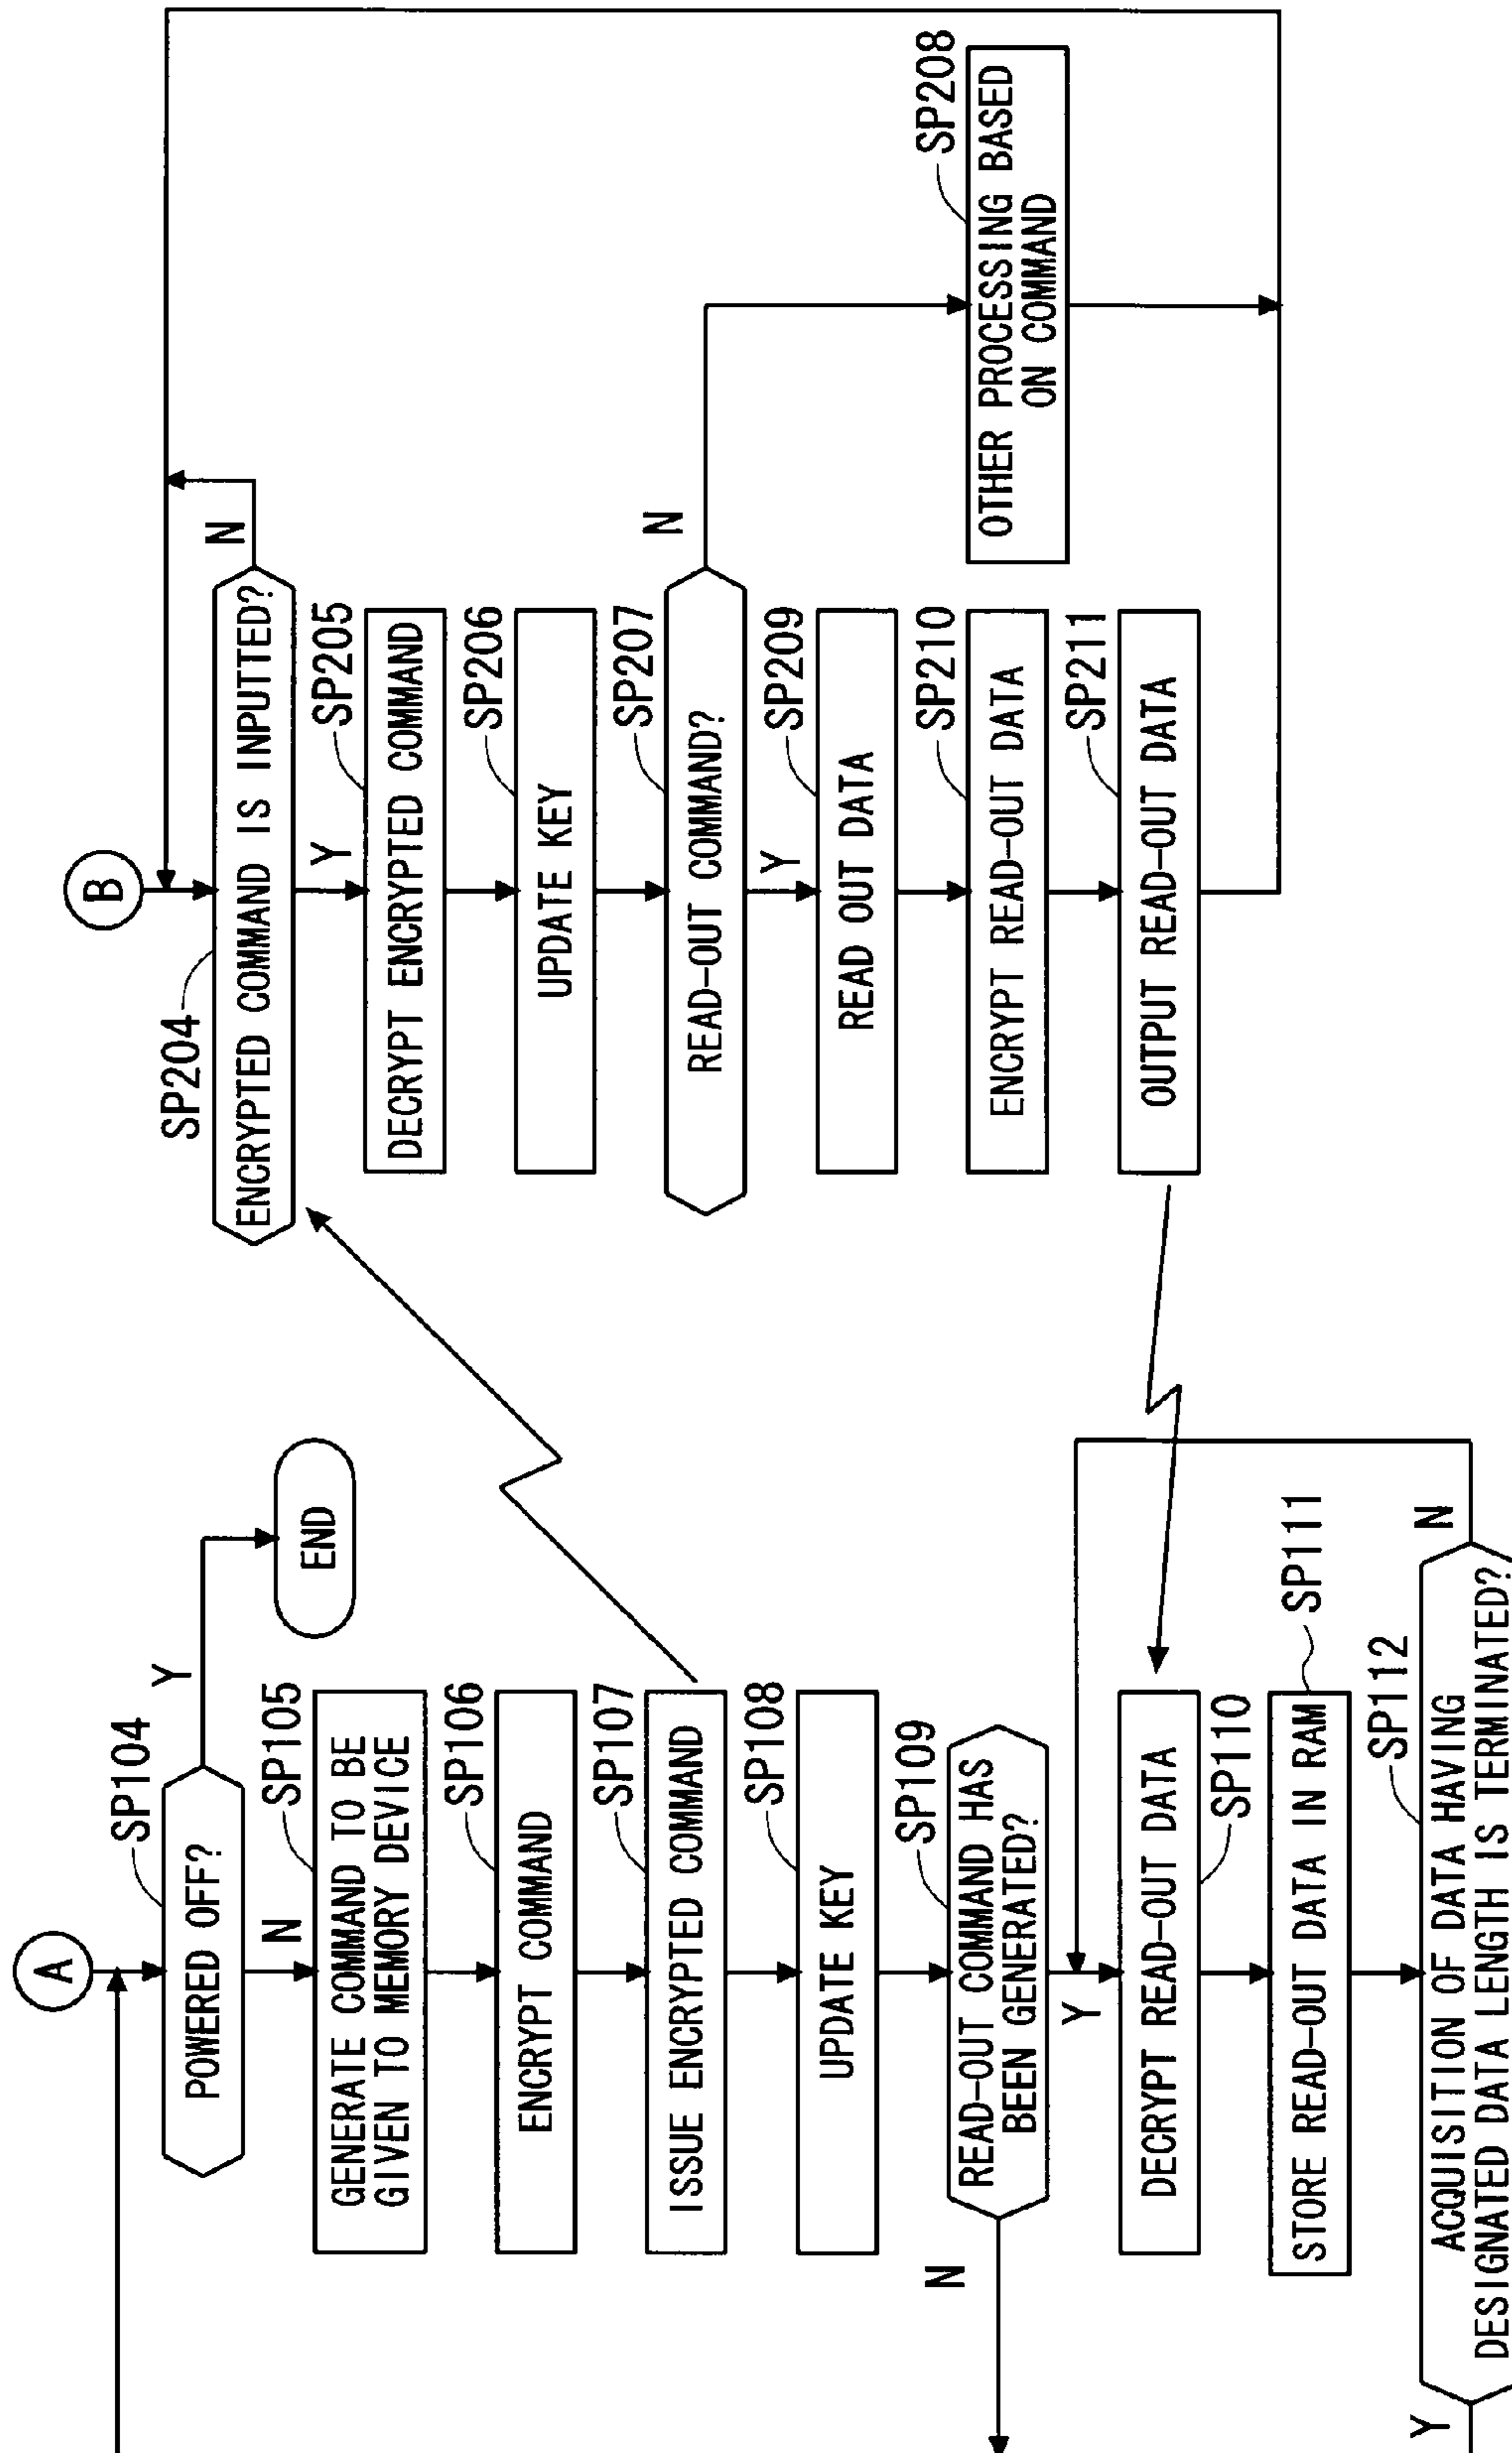 A
SP104
POWERED OFF?
Y
END
N
SP105
GENERATE COMMAND TO BE
GIVEN TO MEMORY DEVICE
SP106
ENCRYPT COMMAND
SP107
ISSUE ENCRYPTED COMMAND
SP108
UPDATE KEY
SP109
READ-OUT COMMAND HAS
BEEN GENERATED?
N
Y
DECRYPT READ-OUT DATA
SP110
STORE READ-OUT DATA IN RAM
SP111
SP112
ACQUISITION OF DATA HAVING
DESIGNATED DATA LENGTH IS TERMINATED?
N
Y
B
SP204
ENCRYPTED COMMAND IS INPUTTED?
N
Y
SP205
DECRYPT ENCRYPTED COMMAND
SP206
UPDATE KEY
SP207
READ-OUT COMMAND?
N
Y
SP208
OTHER PROCESSING BASED
ON COMMAND
SP209
READ OUT DATA
SP210
ENCRYPT READ-OUT DATA
SP211
OUTPUT READ-OUT DATA